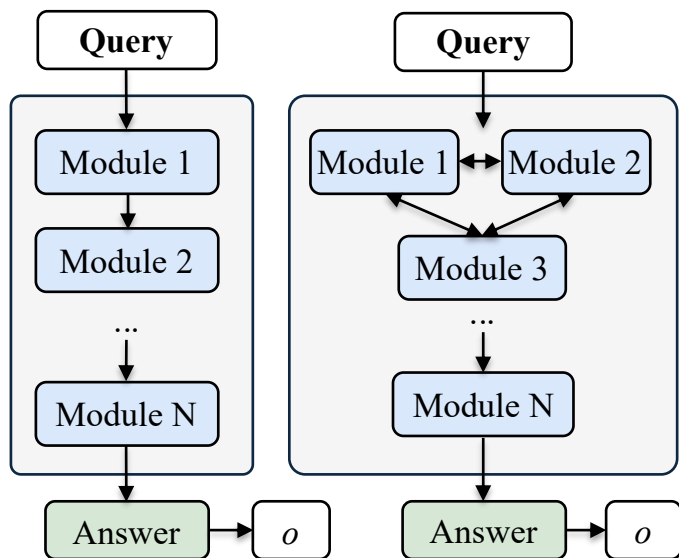 Query
Module 1
Module 2
...
Module N
Answer
o
Query
Module 1
Module 2
Module 3
...
Module N
Answer
o